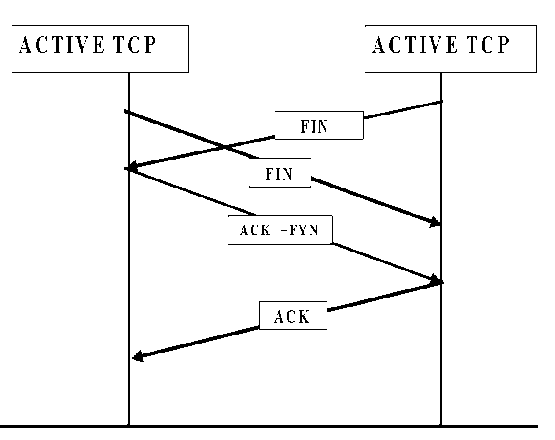 ACTIVE TCP
ACTIVE TCP
FIN
FIN
ACK -FYN
ACK